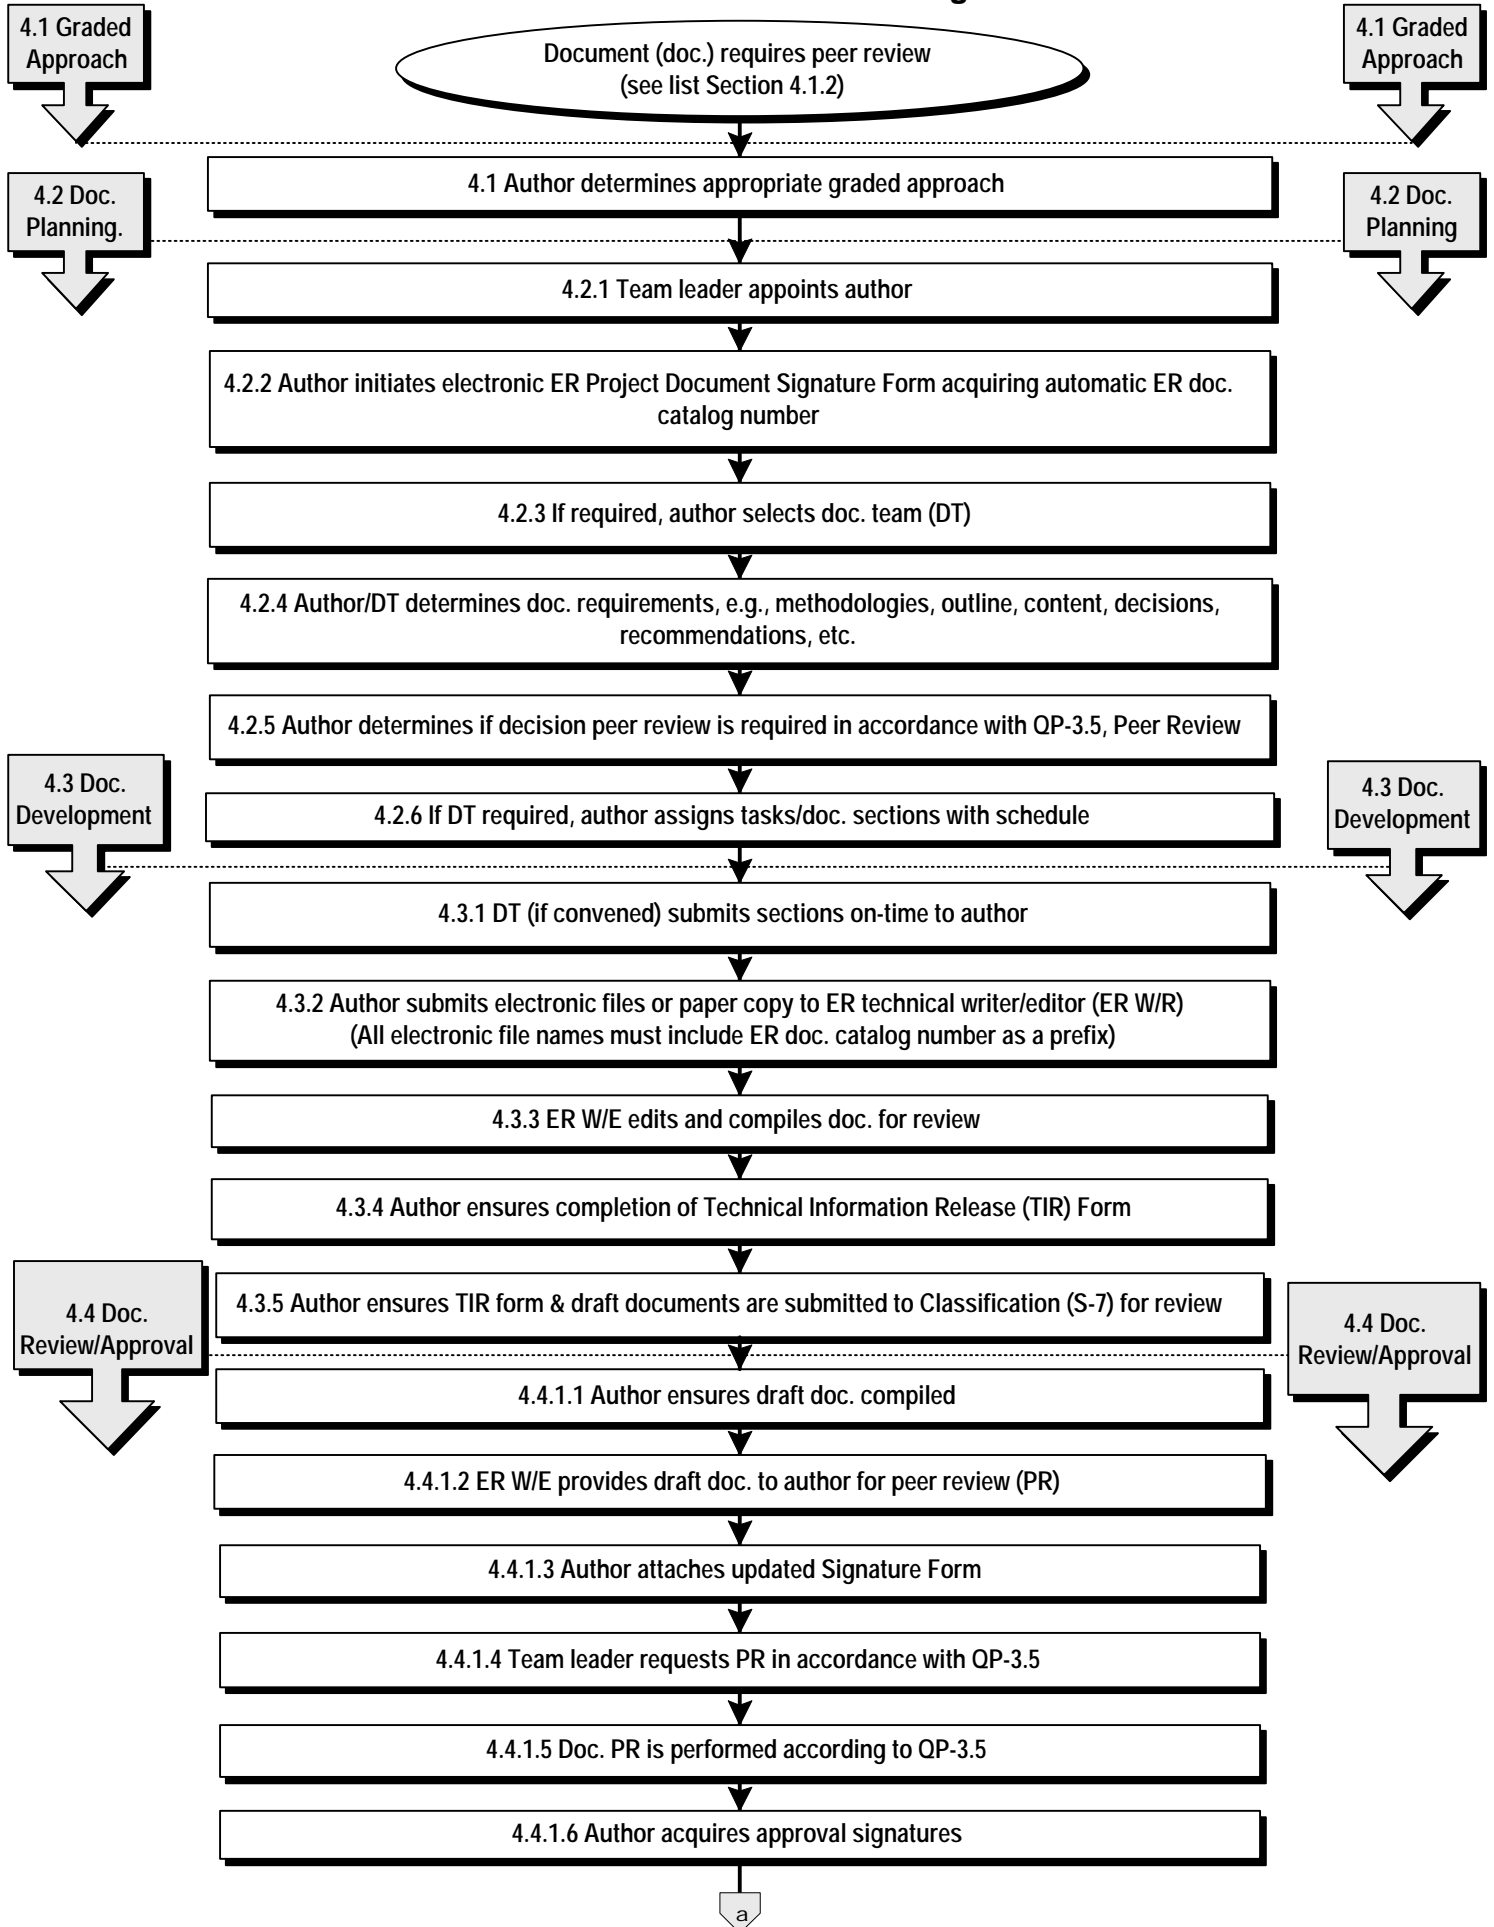 4.1 Graded
Approach
Document (doc.) requires peer review
(see list Section 4.1.2)
4.1 Graded
Approach
4.1 Author determines appropriate graded approach
4.2 Doc.
Planning.
4.2 Doc.
Planning
4.2.1 Team leader appoints author
4.2.2 Author initiates electronic ER Project Document Signature Form acquiring automatic ER doc.
catalog number
4.2.3 If required, author selects doc. team (DT)
4.2.4 Author/DT determines doc. requirements, e.g., methodologies, outline, content, decisions,
recommendations, etc.
4.2.5 Author determines if decision peer review is required in accordance with QP-3.5, Peer Review
4.3 Doc.
Development
4.3 Doc.
Development
4.2.6 If DT required, author assigns tasks/doc. sections with schedule
4.3.1 DT (if convened) submits sections on-time to author
4.3.2 Author submits electronic files or paper copy to ER technical writer/editor (ER W/R)
(All electronic file names must include ER doc. catalog number as a prefix)
4.3.3 ER W/E edits and compiles doc. for review
4.3.4 Author ensures completion of Technical Information Release (TIR) Form
4.3.5 Author ensures TIR form & draft documents are submitted to Classification (S-7) for review
4.4 Doc.
Review/Approval
4.4 Doc.
Review/Approval
4.4.1.1 Author ensures draft doc. compiled
4.4.1.2 ER W/E provides draft doc. to author for peer review (PR)
4.4.1.3 Author attaches updated Signature Form
4.4.1.4 Team leader requests PR in accordance with QP-3.5
4.4.1.5 Doc. PR is performed according to QP-3.5
4.4.1.6 Author acquires approval signatures
a